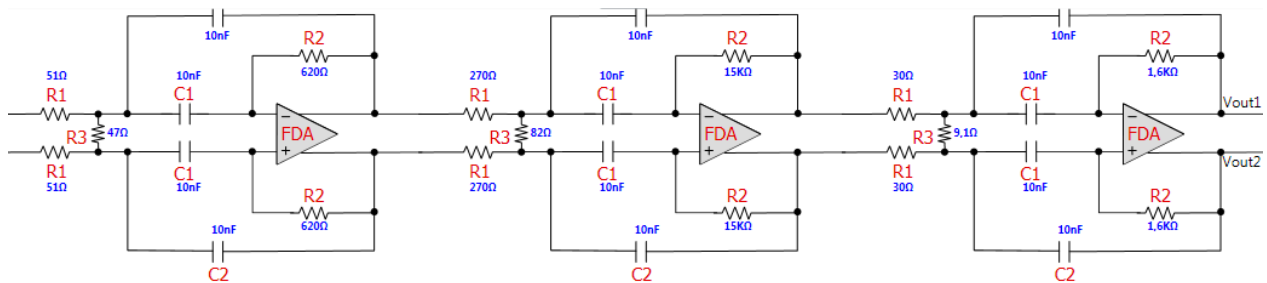 10nF
R2
620Ω
51Ω
R1
10nF
C1
R3
47Ω
FDA
R1
51Ω
C1
10nF
R2
620Ω
10nF
C2
10nF
R2
15KΩ
270Ω
R1
10nF
C1
R3
82Ω
FDA
R1
270Ω
C1
10nF
R2
15KΩ
10nF
C2
10nF
R2
1,6KΩ
30Ω
R1
10nF
C1
R3
9,1Ω
FDA
Vout1
Vout2
R1
30Ω
C1
10nF
R2
1,6KΩ
10nF
C2